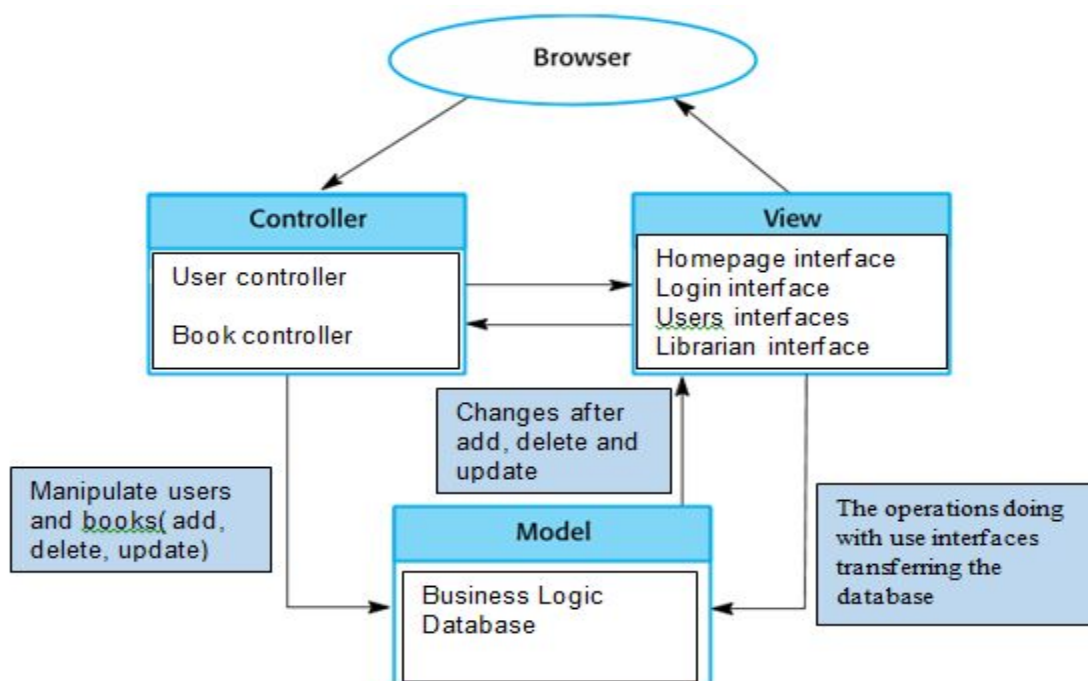 Browser
Controller
User controller
Book controller
View
Homepage interface
Login interface
Users interfaces
Librarian interface
Changes after
add, delete and
update
Manipulate users
and books( add,
delete, update)
The operations doing
with use interfaces
transferring the
database
Model
Business Logic
Database